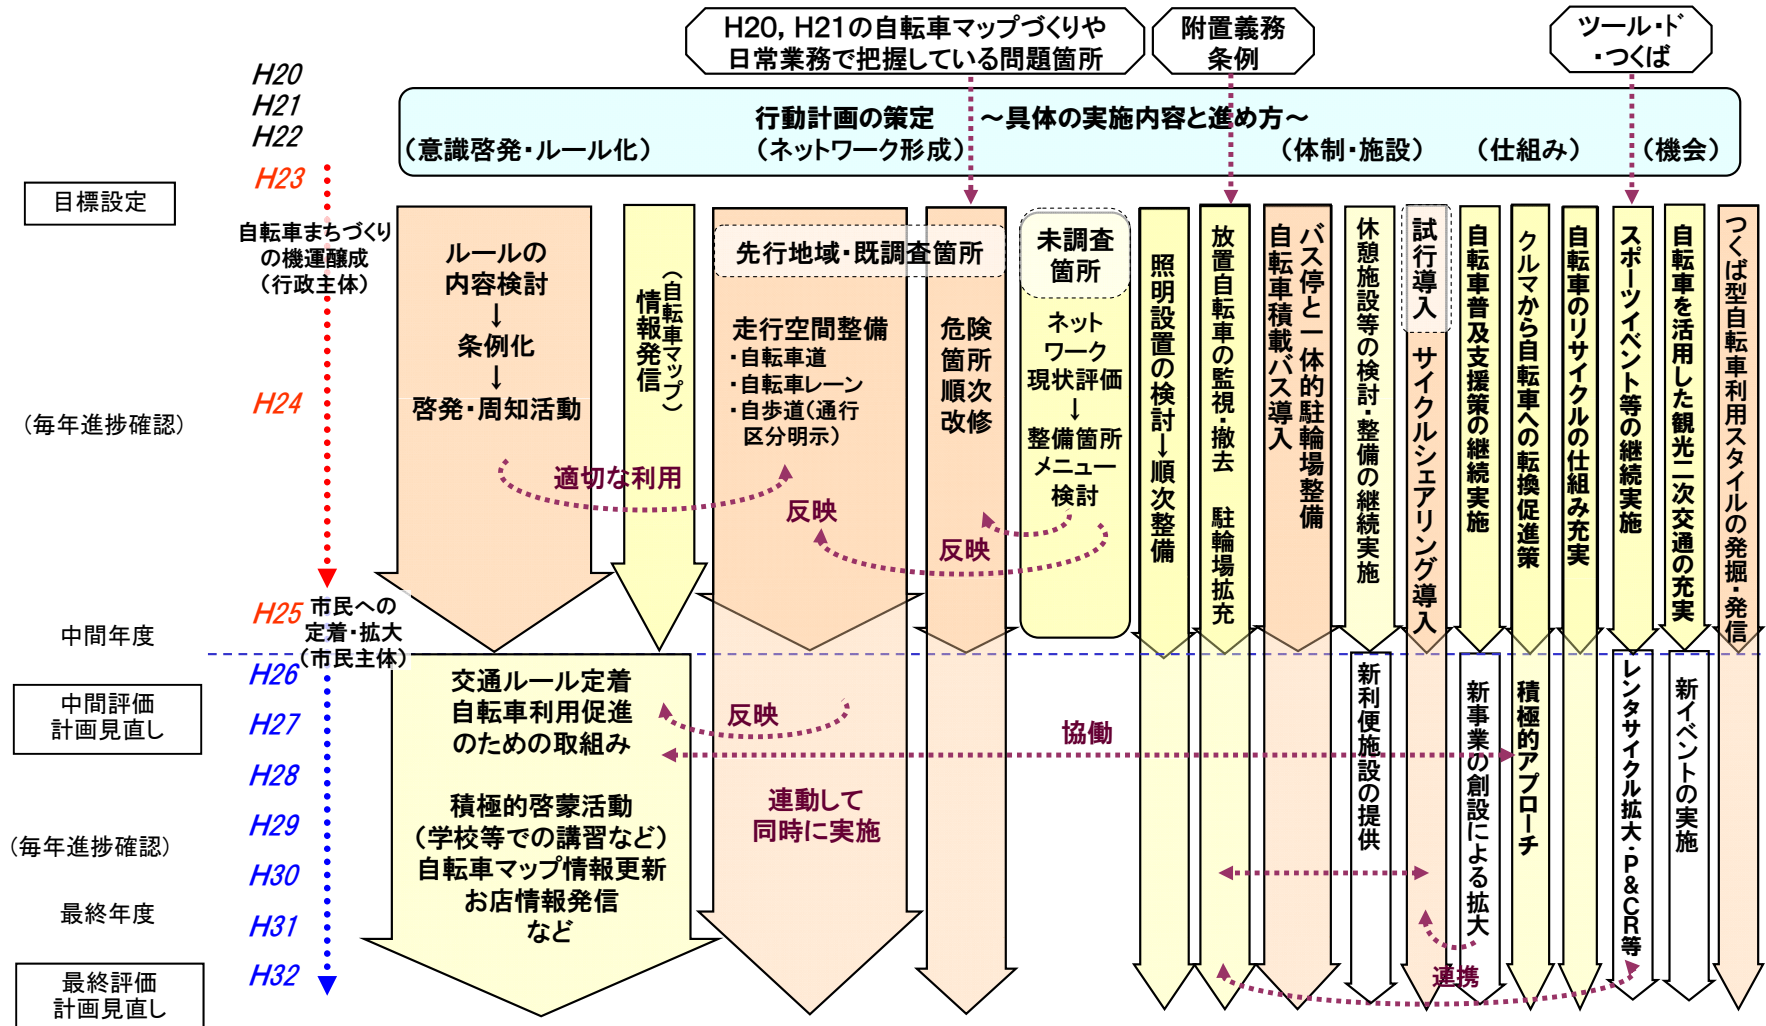 H20, H21の自転車マップづくりや
日常業務で把握している問題箇所
附置義務
条例
ツール・ド
・つくば
H20
H21
H22
H23
行動計画の策定　～具体の実施内容と進め方～
（意識啓発・ルール化）
（ネットワーク形成）
（体制・施設）
（仕組み）
（機会）
目標設定
自転車まちづくり
の機運醸成
（行政主体）
H24
（毎年進捗確認）
H25
市民への
定着・拡大
（市民主体）
中間年度
H26
中間評価
計画見直し
H27
H28
H29
（毎年進捗確認）
H30
最終年度
H31
H32
最終評価
計画見直し
ルールの
内容検討
↓
条例化
↓
啓発・周知活動
情報発信
（自転車マップ）
先行地域・既調査箇所
走行空間整備
・自転車道
・自転車レーン
・自歩道（通行
区分明示）
危険
箇所
順次
改修
未調査
箇所
ネット
ワーク
現状評価
↓
整備箇所
メニュー
検討
照明設置の検討→順次整備
放置自転車の監視・撤去　駐輪場拡充
バス停と一体的駐輪場整備
自転車積載バス導入
休憩施設等の検討・整備の継続実施
試行導入
サイクルシェアリング導入
自転車普及支援策の継続実施
クルマから自転車への転換促進策
自転車のリサイクルの仕組み充実
スポーツイベント等の継続実施
自転車を活用した観光二次交通の充実
つくば型自転車利用スタイルの発掘・発信
適切な利用
反映
反映
交通ルール定着
自転車利用促進
のための取組み
積極的啓蒙活動
（学校等での講習など）
自転車マップ情報更新
お店情報発信
など
反映
協働
連動して
同時に実施
新利便施設の提供
新事業の創設による拡大
積極的アプローチ
レンタサイクル拡大・P&CR等
新イベントの実施
連携